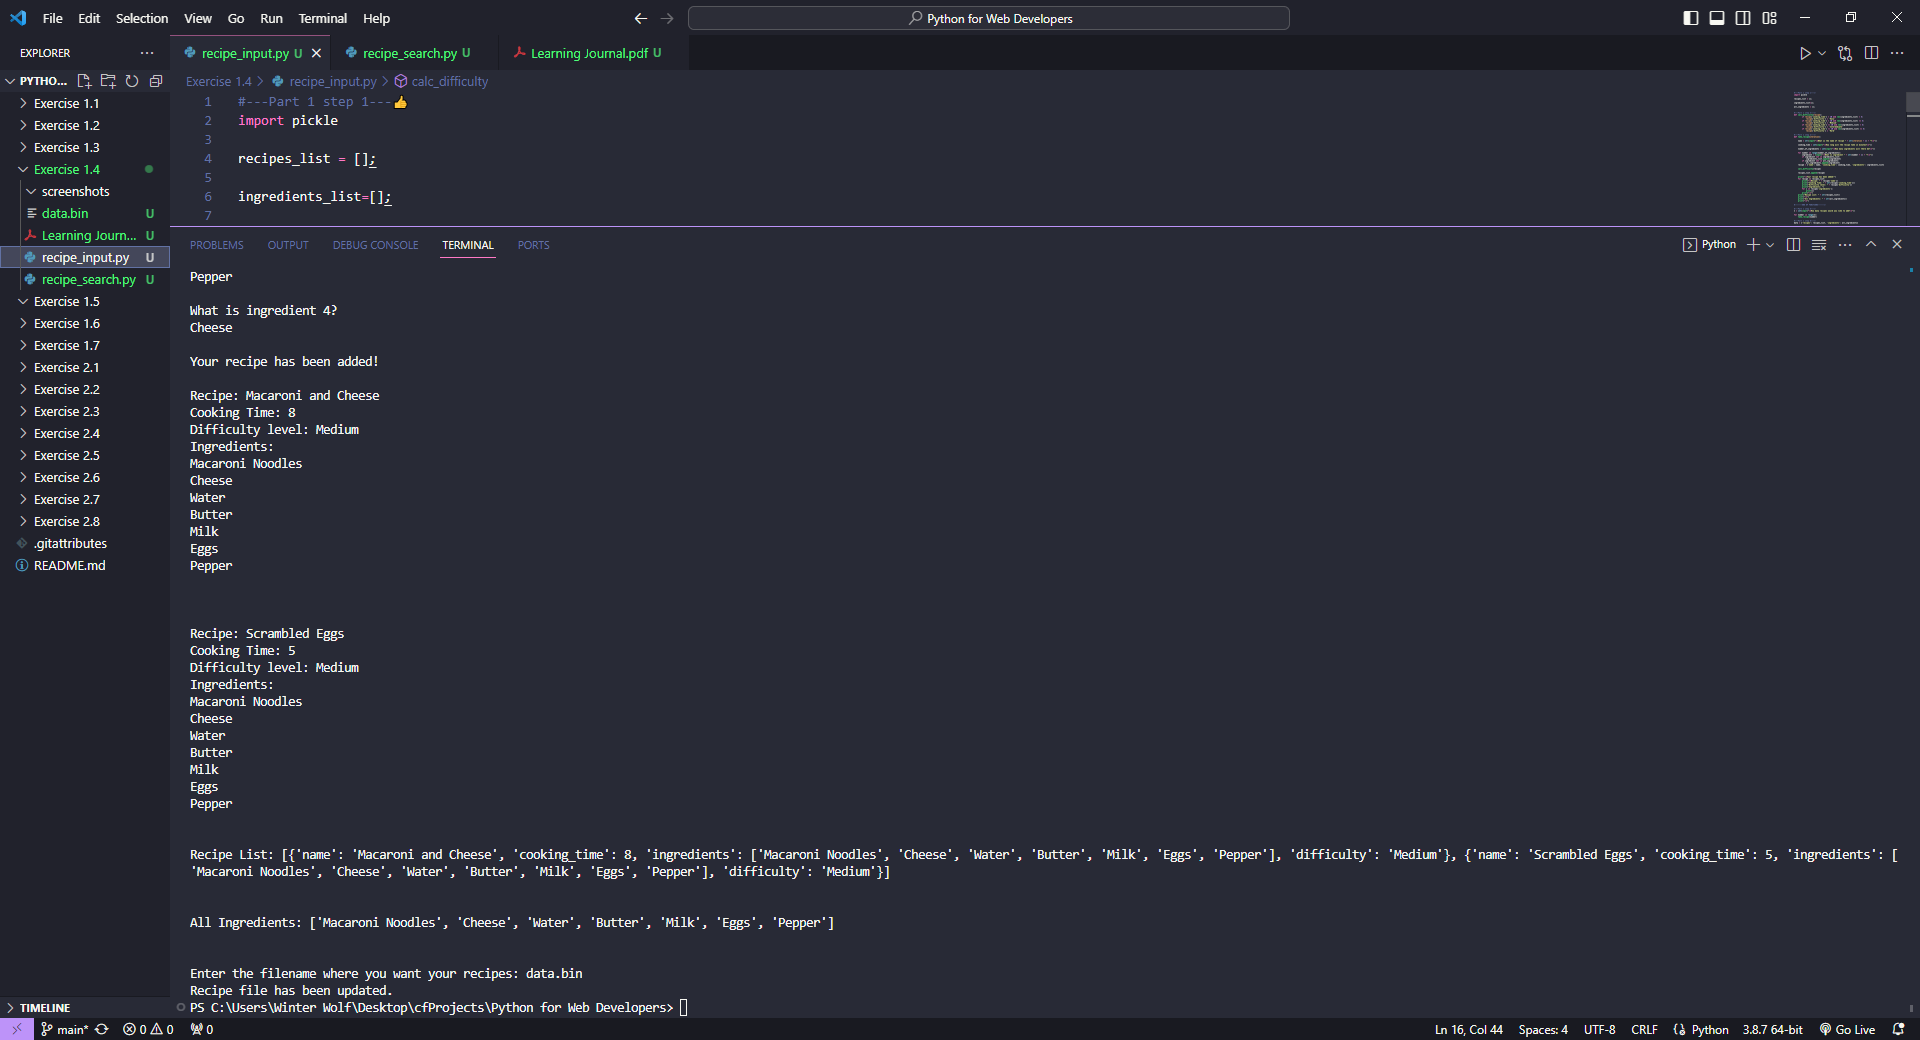 File Edit Selection View Go Run Terminal Help
Python for Web Developers
EXPLORER
recipe_input.py U
recipe_search.py U
Learning Journal.pdf U
PYTHO...
Exercise 1.4 > recipe_input.py > calc_difficulty
Exercise 1.1
Exercise 1.2
Exercise 1.3
Exercise 1.4
screenshots
data.bin U
Learning Journ... U
recipe_input.py U
recipe_search.py U
Exercise 1.5
Exercise 1.6
Exercise 1.7
Exercise 2.1
Exercise 2.2
Exercise 2.3
Exercise 2.4
Exercise 2.5
Exercise 2.6
Exercise 2.7
Exercise 2.8
.gitattributes
README.md
TIMELINE
1 #---Part 1 step 1---👍
2 import pickle
3
4 recipes_list = [];
5
6 ingredients_list=[];
7
PROBLEMS OUTPUT DEBUG CONSOLE TERMINAL PORTS
Python
Pepper
What is ingredient 4?
Cheese
Your recipe has been added!
Recipe: Macaroni and Cheese
Cooking Time: 8
Difficulty level: Medium
Ingredients:
Macaroni Noodles
Cheese
Water
Butter
Milk
Eggs
Pepper
Recipe: Scrambled Eggs
Cooking Time: 5
Difficulty level: Medium
Ingredients:
Macaroni Noodles
Cheese
Water
Butter
Milk
Eggs
Pepper
Recipe List: [{'name': 'Macaroni and Cheese', 'cooking_time': 8, 'ingredients': ['Macaroni Noodles', 'Cheese', 'Water', 'Butter', 'Milk', 'Eggs', 'Pepper'], 'difficulty': 'Medium'}, {'name': 'Scrambled Eggs', 'cooking_time': 5, 'ingredients': [
'Macaroni Noodles', 'Cheese', 'Water', 'Butter', 'Milk', 'Eggs', 'Pepper'], 'difficulty': 'Medium'}]
All Ingredients: ['Macaroni Noodles', 'Cheese', 'Water', 'Butter', 'Milk', 'Eggs', 'Pepper']
Enter the filename where you want your recipes: data.bin
Recipe file has been updated.
PS C:\Users\Winter Wolf\Desktop\cfProjects\Python for Web Developers>
main* 0 0 0
Ln 16, Col 44 Spaces: 4 UTF-8 CRLF Python 3.8.7 64-bit Go Live